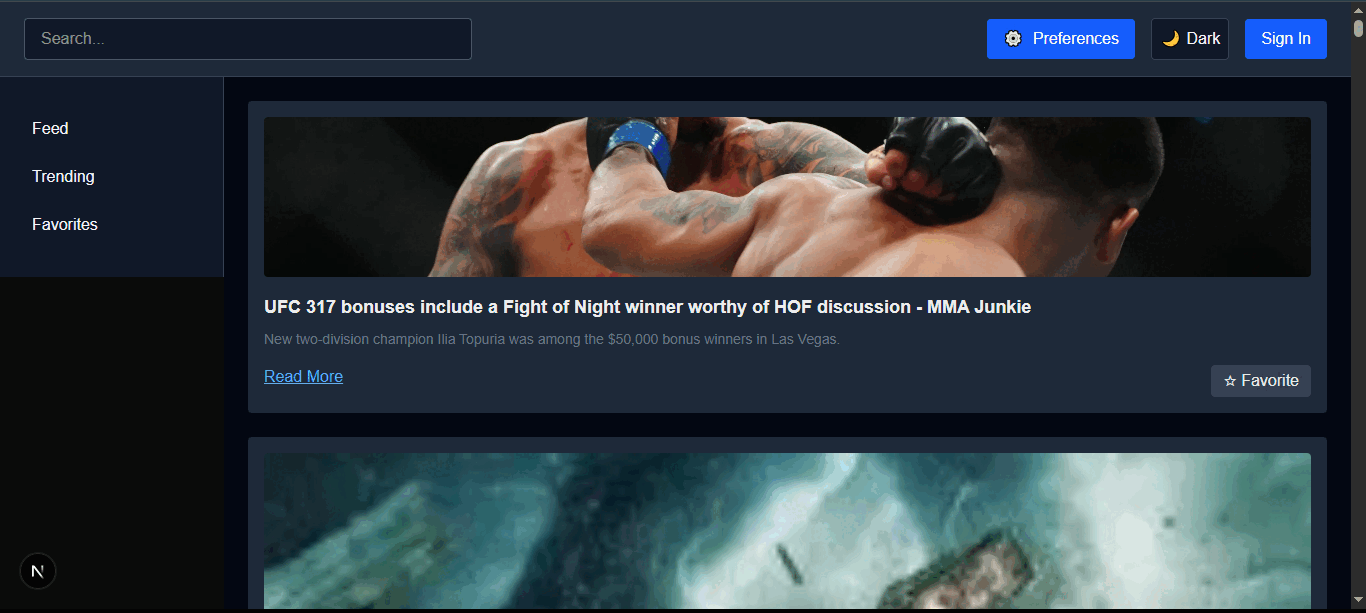 Search...
Preferences
Dark
Sign In
Feed
Trending
Favorites
UFC 317 bonuses include a Fight of Night winner worthy of HOF discussion - MMA Junkie
New two-division champion Ilia Topuria was among the $50,000 bonus winners in Las Vegas.
Read More
☆ Favorite
N